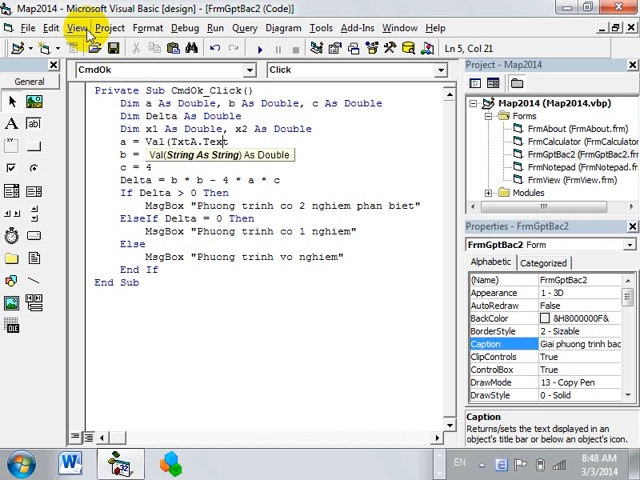 Map2014 - Microsoft Visual Basic [design] - [FrmGptBac2 (Code)]
File Edit View Project Format Debug Run Query Diagram Tools Add-Ins Window Help
Ln 5, Col 21
General
CmdOk Click
Private Sub CmdOk_Click()
Dim a As Double, b As Double, c As Double
Dim Delta As Double
Dim x1 As Double, x2 As Double
a = Val(TxtA.Text
b = Val(String As String) As Double
c = 4
Delta = b * b - 4 * a * c
If Delta > 0 Then
MsgBox "Phuong trinh co 2 nghiem phan biet"
ElseIf Delta = 0 Then
MsgBox "Phuong trinh co 1 nghiem"
Else
MsgBox "Phuong trinh vo nghiem"
End If
End Sub
Project - Map2014
Map2014 (Map2014.vbp)
Forms
FrmAbout (FrmAbout.frm)
FrmCalculator (FrmCalculator.frm)
FrmGptBac2 (FrmGptBac2.frm)
FrmNotepad (FrmNotepad.frm)
FrmView (FrmView.frm)
Modules
Properties - FrmGptBac2
FrmGptBac2 Form
Alphabetic Categorized
(Name) FrmGptBac2
Appearance 1 - 3D
AutoRedraw False
BackColor &H8000000F&
BorderStyle 2 - Sizable
Caption Giai phuong trinh bac
ClipControls True
ControlBox True
DrawMode 13 - Copy Pen
DrawStyle 0 - Solid
Caption
Returns/sets the text displayed in an object's title bar or below an object's icon.
EN
8:48 AM
3/3/2014